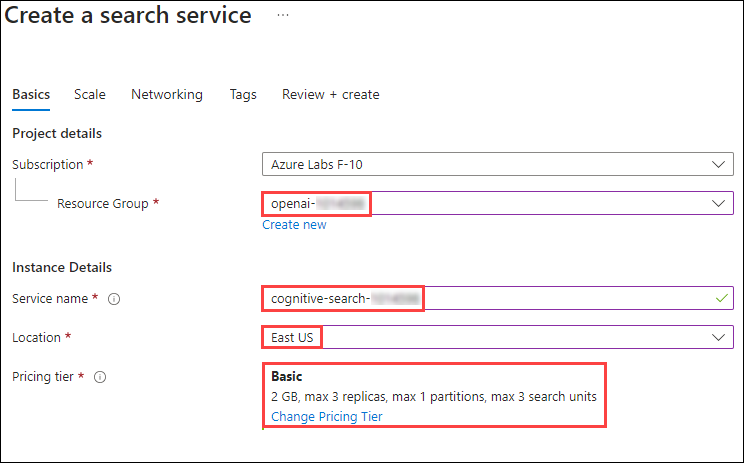 Create a search service ...
Basics Scale Networking Tags Review + create
Project details
Subscription * Azure Labs F-10
Resource Group * openai-
Create new
Instance Details
Service name * cognitive-search-
Location * East US
Pricing tier * Basic
2 GB, max 3 replicas, max 1 partitions, max 3 search units
Change Pricing Tier